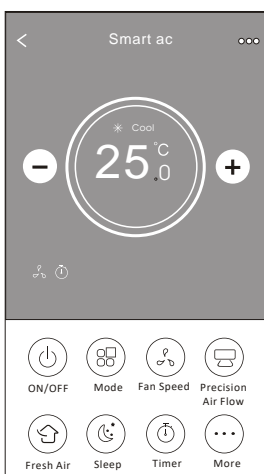 Smart ac
Cool
25.0°C
ON/OFF
Mode
Fan Speed
Precision
Air Flow
Fresh Air
Sleep
Timer
More